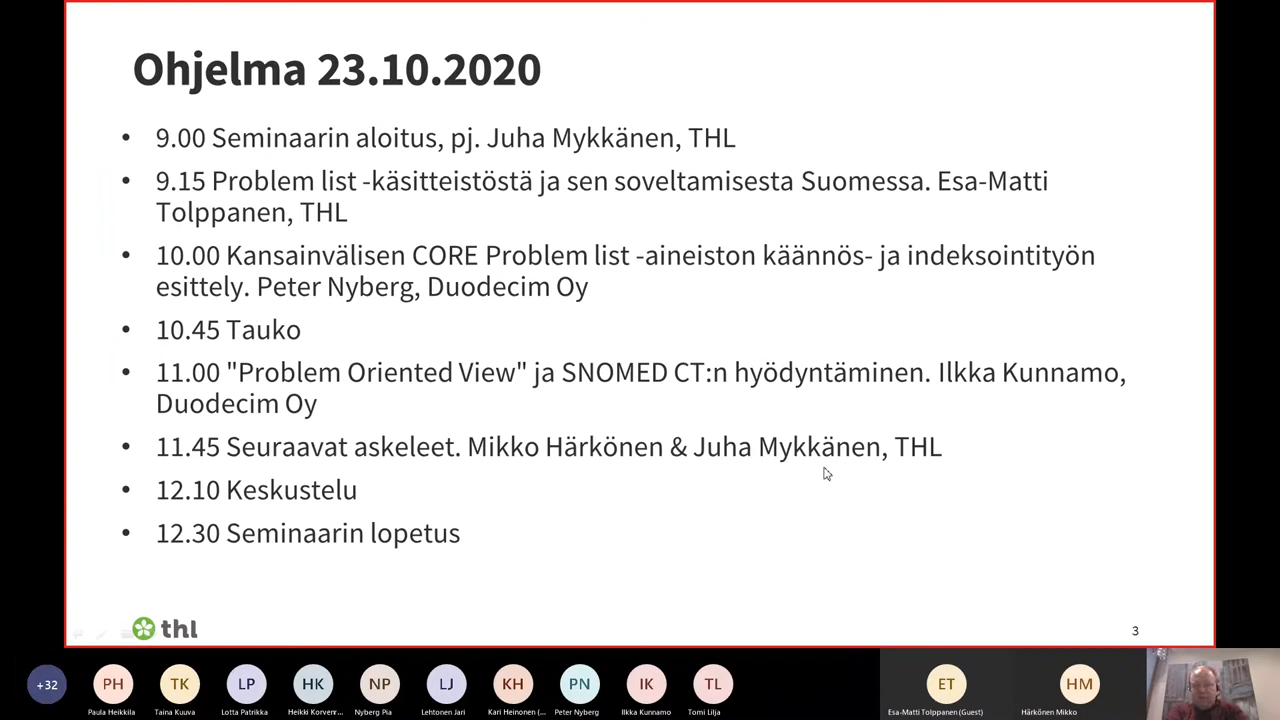 Ohjelma 23.10.2020
• 9.00 Seminaarin aloitus, pj. Juha Mykkänen, THL
• 9.15 Problem list -käsitteistöstä ja sen soveltamisesta Suomessa. Esa-Matti
Tolppanen, THL
• 10.00 Kansainvälisen CORE Problem list -aineiston käännös- ja indeksointityön
esittely. Peter Nyberg, Duodecim Oy
• 10.45 Tauko
• 11.00 "Problem Oriented View" ja SNOMED CT:n hyödyntäminen. Ilkka Kunnamo,
Duodecim Oy
• 11.45 Seuraavat askeleet. Mikko Härkönen & Juha Mykkänen, THL
• 12.10 Keskustelu
• 12.30 Seminaarin lopetus
thl
3
+32 PH TK LP HK NP LJ KH PN IK TL ET HM
Paula Heikkila Taina Kuuva Lotta Patrikka Heikki Korvenr... Nyberg Pia Lehtonen Jari Kari Heinonen (... Peter Nyberg Ilkka Kunnamo Tomi Lilja Esa-Matti Tolppanen (Guest) Härkönen Mikko